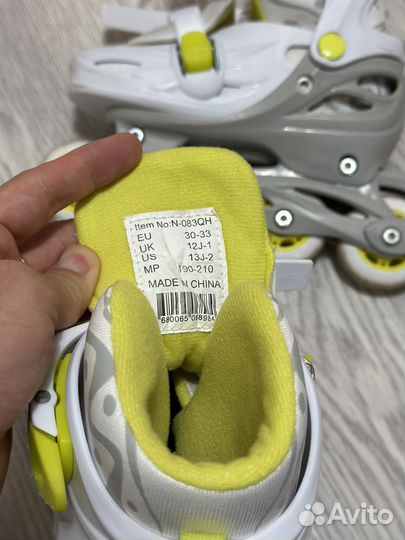 Item No:N-083QH
EU 30-33
UK 12J-1
US 13J-2
MP 190-210
MADE IN CHINA
Avito